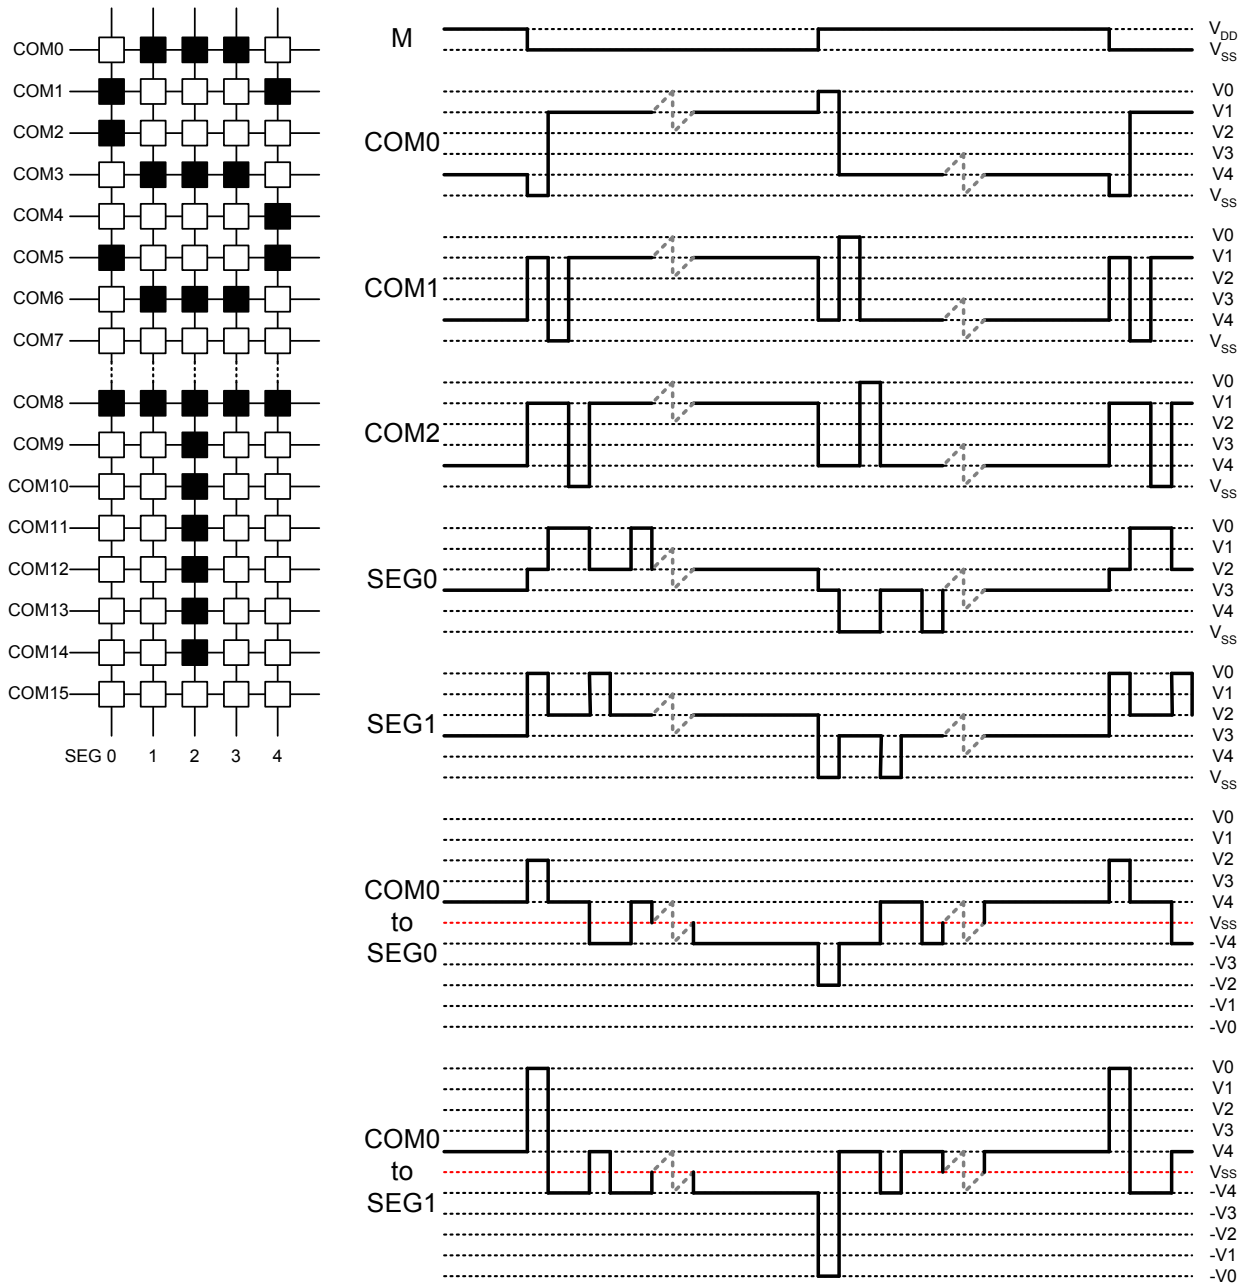 COM0
COM1
COM2
COM3
COM4
COM5
COM6
COM7
COM8
COM9
COM10
COM11
COM12
COM13
COM14
COM15
SEG 0 1 2 3 4
M
VDD
VSS
COM0
V0
V1
V2
V3
V4
VSS
COM1
V0
V1
V2
V3
V4
VSS
COM2
V0
V1
V2
V3
V4
VSS
SEG0
V0
V1
V2
V3
V4
VSS
SEG1
V0
V1
V2
V3
V4
VSS
COM0
to
SEG0
V0
V1
V2
V3
V4
VSS
-V4
-V3
-V2
-V1
-V0
COM0
to
SEG1
V0
V1
V2
V3
V4
VSS
-V4
-V3
-V2
-V1
-V0